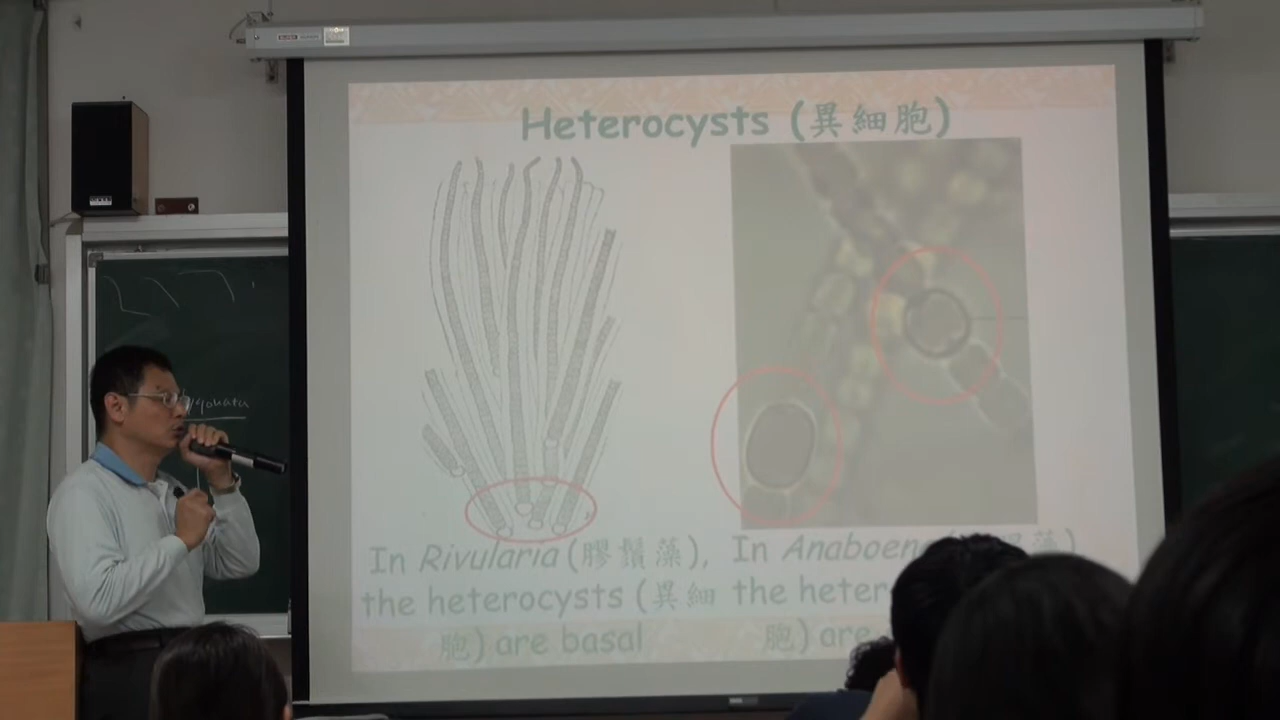 Heterocysts (異細胞)
In Rivularia (膠鬚藻),
the heterocysts (異細
胞) are basal
In Anaboena
the heter
胞) are